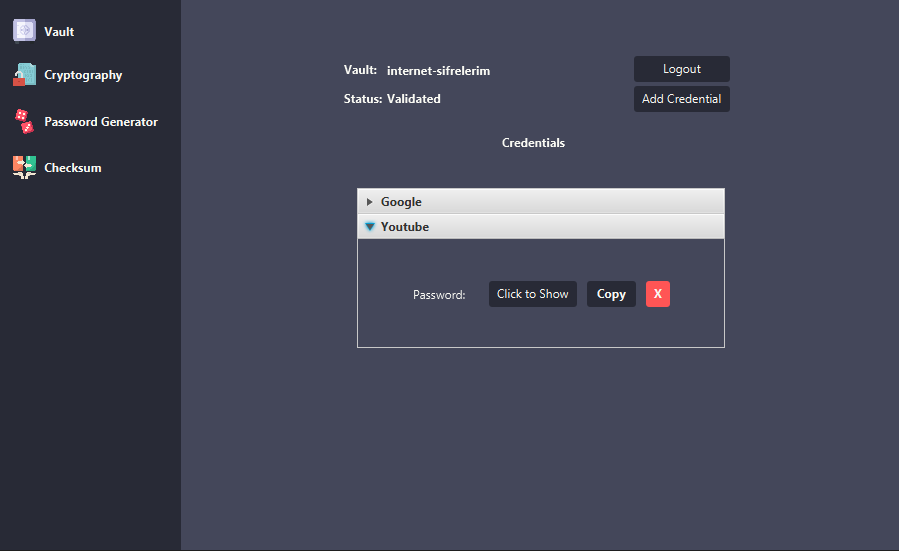 Vault
Cryptography
Password Generator
Checksum
Vault: internet-sifrelerim
Logout
Status: Validated
Add Credential
Credentials
Google
Youtube
Password: Click to Show Copy X